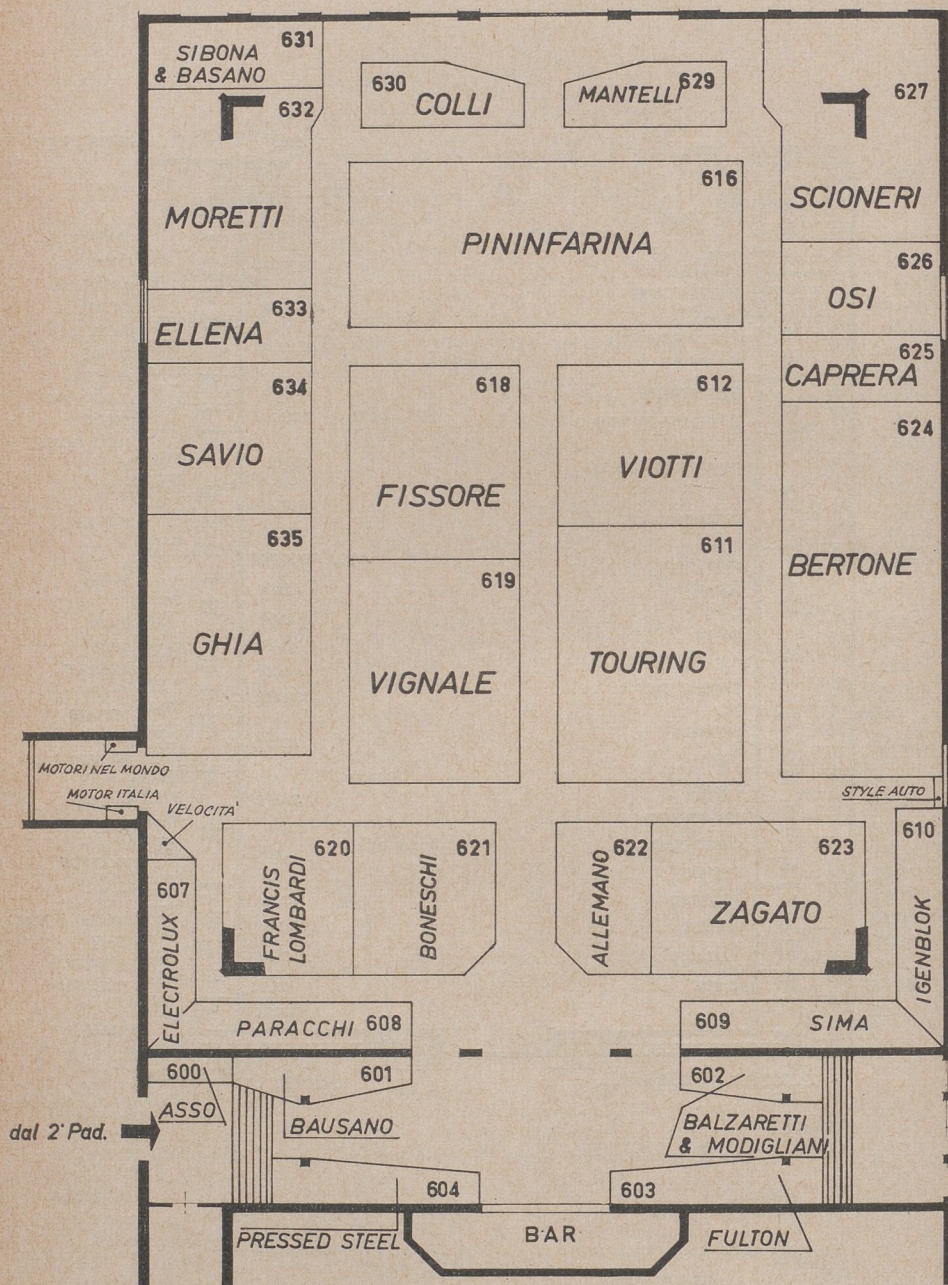 631
SIBONA
& BASANO
630
COLLI
MANTELLI
629
627
632
MORETTI
616
PININFARINA
SCIONERI
626
OSI
633
ELLENA
625
CAPRERA
634
SAVIO
618
FISSORE
612
VIOTTI
624
BERTONE
635
GHIA
619
VIGNALE
611
TOURING
MOTORI NEL MONDO
MOTOR ITALIA
VELOCITA'
STYLE AUTO
607
ELECTROLUX
620
FRANCIS
LOMBARDI
621
BONESCHI
622
ALLEMANO
623
ZAGATO
610
IGENBLOK
PARACCHI 608
609 SIMA
600
ASSO
601
BAUSANO
602
BALZARETTI
& MODIGLIANI
dal 2° Pad.
604
603
PRESSED STEEL
BAR
FULTON